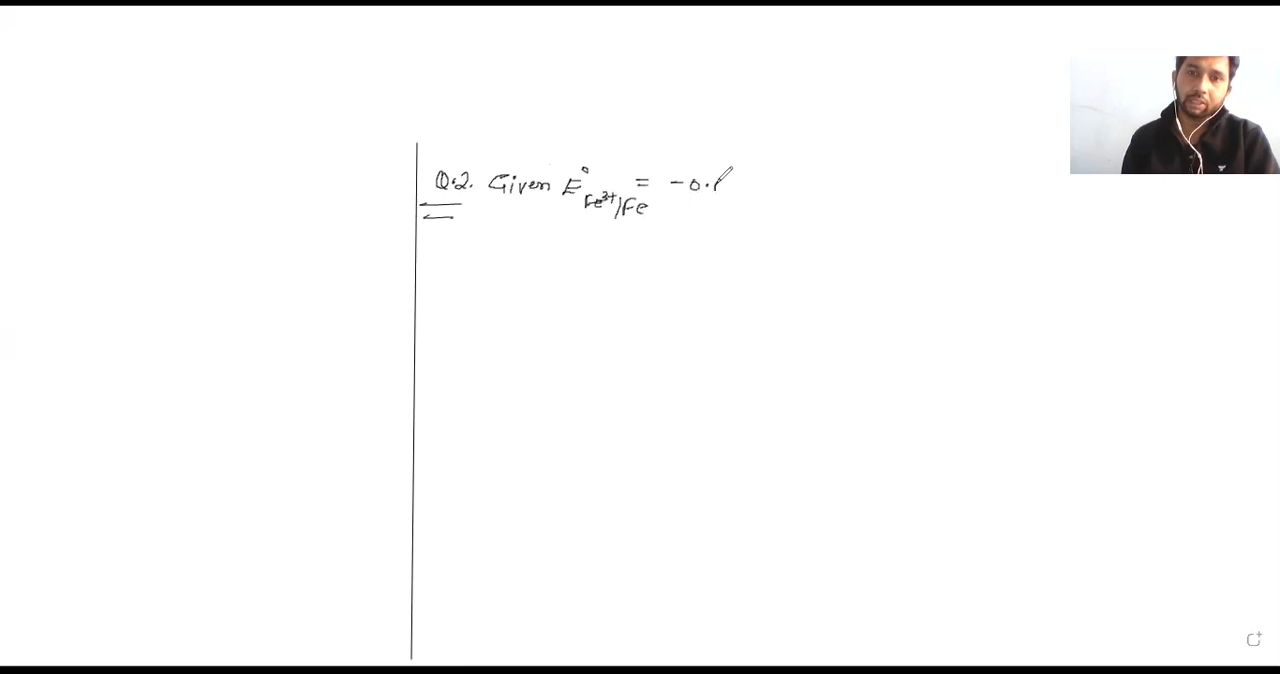 Q.2. Given E° Fe³⁺/Fe = -0.